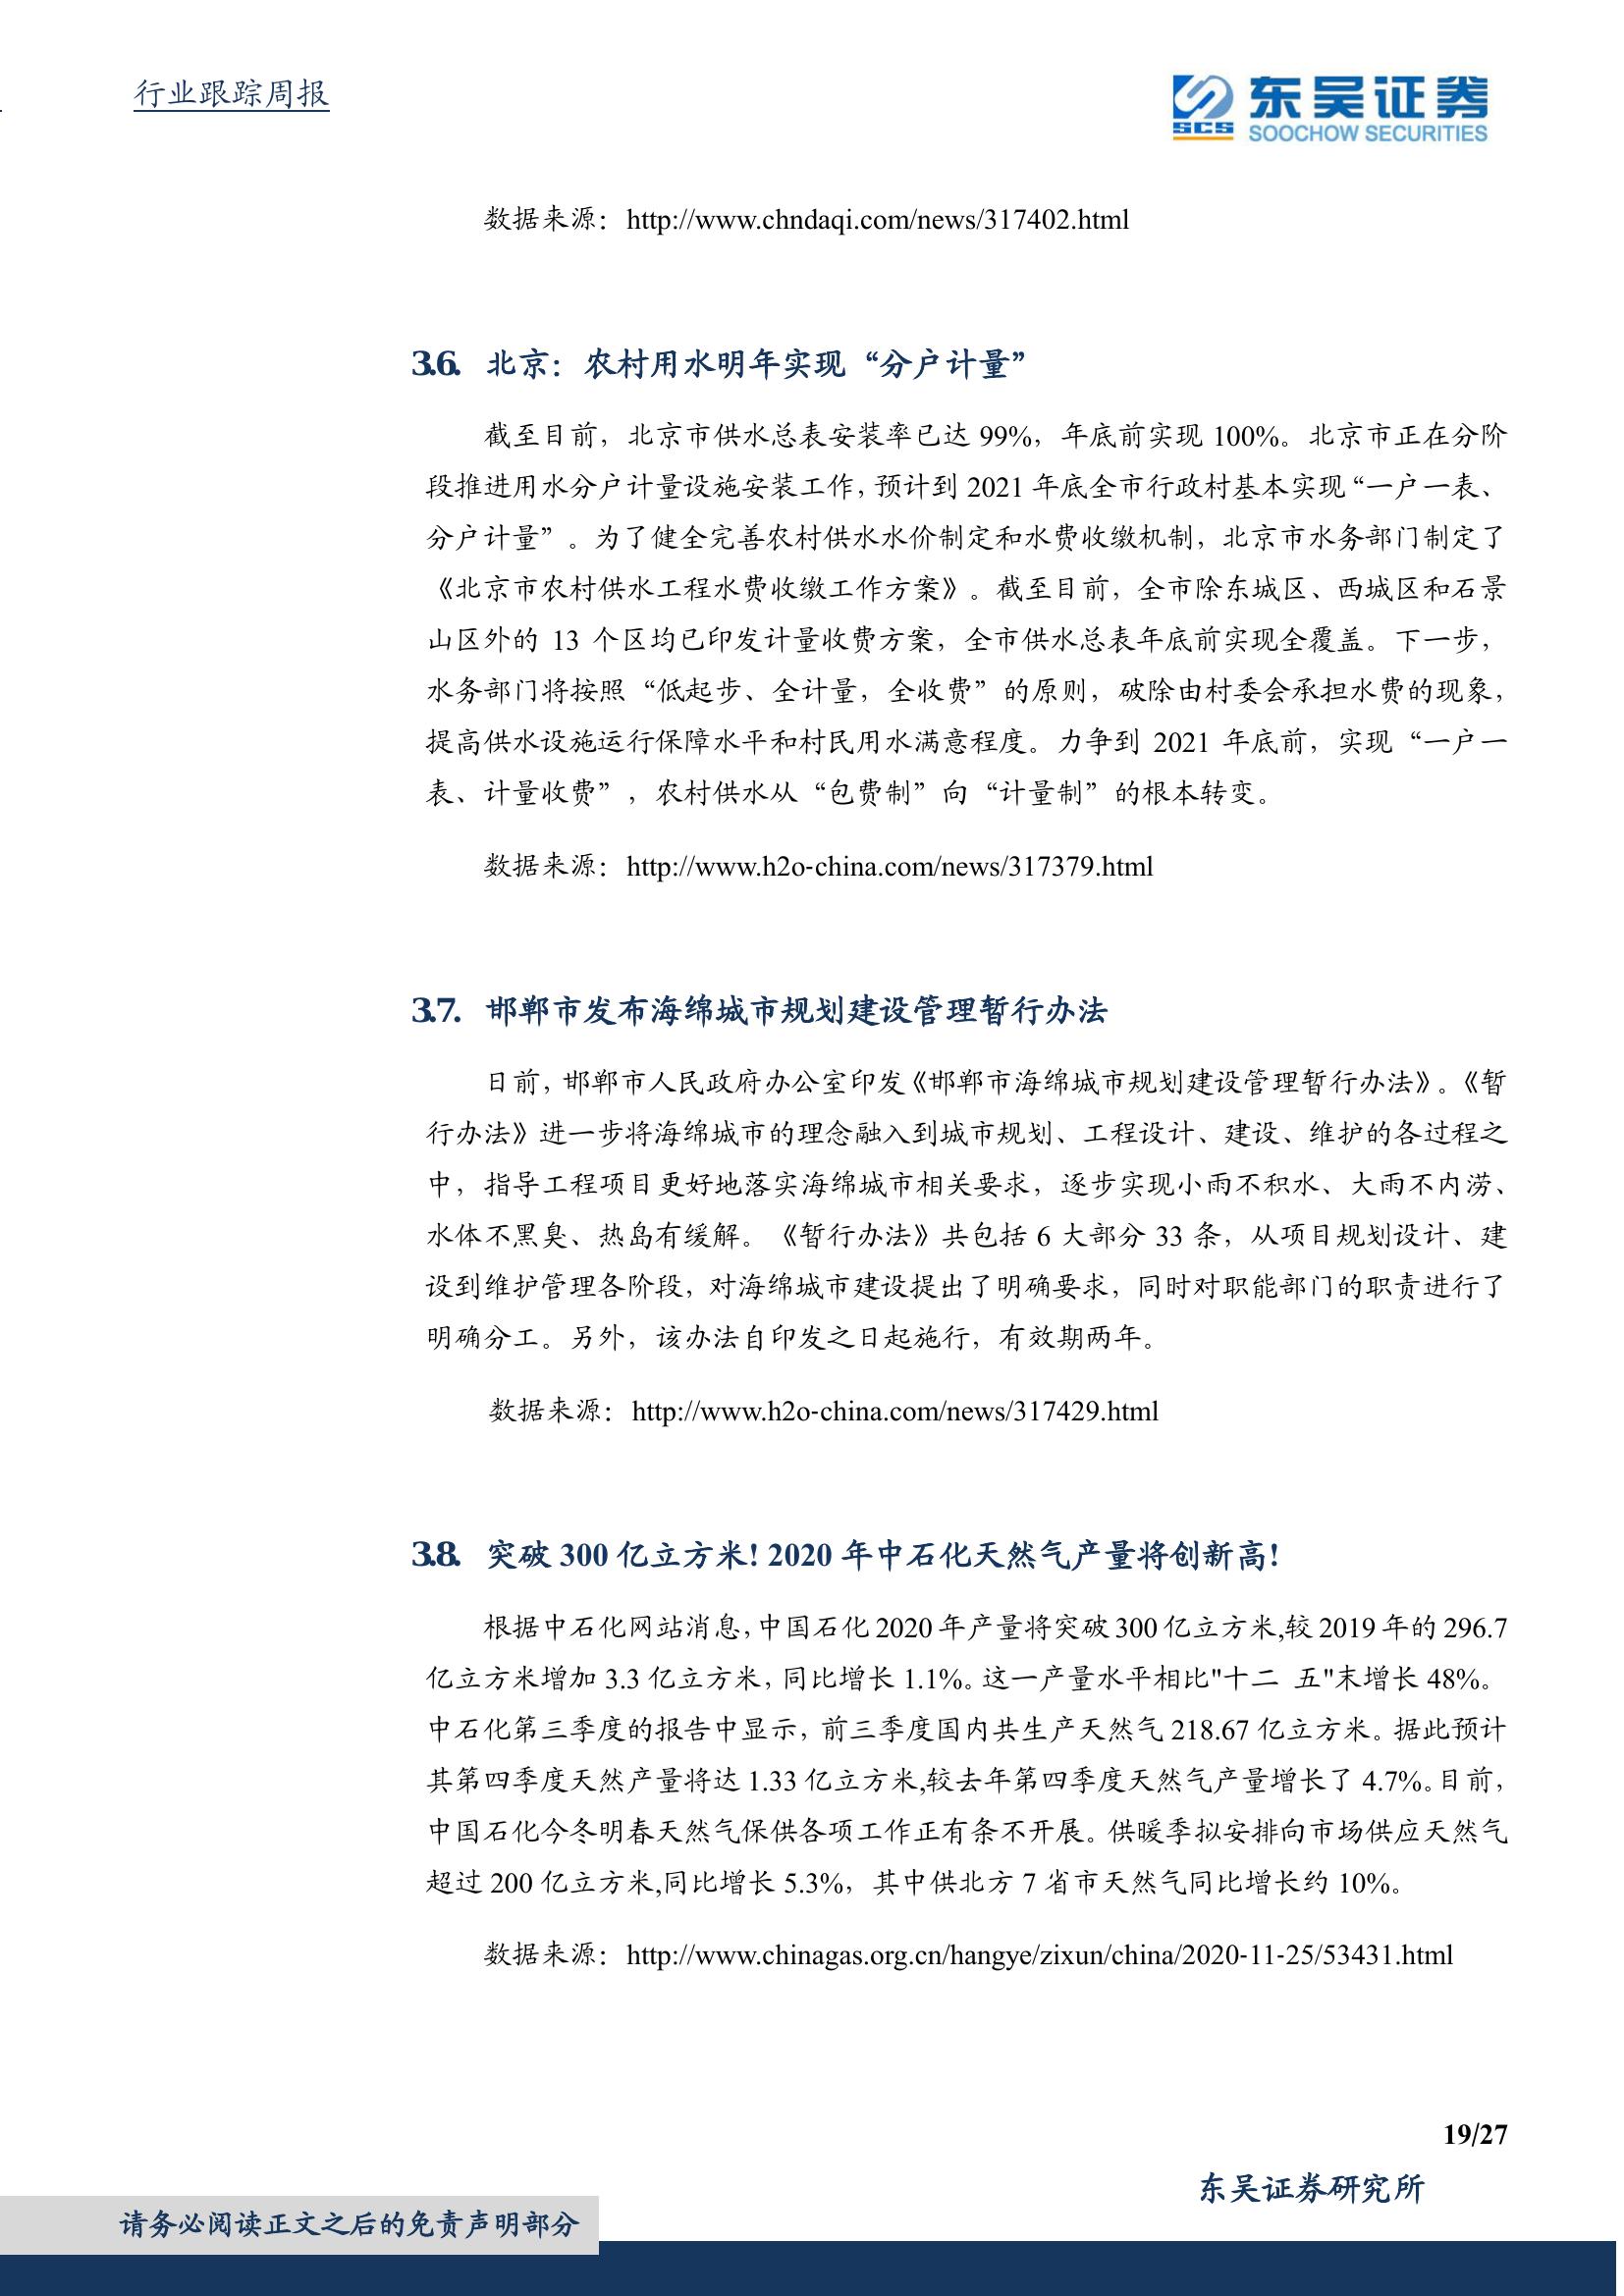 行业跟踪周报
SCS
东吴证券
SOOCHOW SECURITIES
数据来源：http://www.chndaqi.com/news/317402.html
3.6. 北京：农村用水明年实现“分户计量”
截至目前，北京市供水总表安装率已达 99%，年底前实现 100%。北京市正在分阶
段推进用水分户计量设施安装工作，预计到 2021 年底全市行政村基本实现“一户一表、
分户计量”。为了健全完善农村供水水价制定和水费收缴机制，北京市水务部门制定了
《北京市农村供水工程水费收缴工作方案》。截至目前，全市除东城区、西城区和石景
山区外的 13 个区均已印发计量收费方案，全市供水总表年底前实现全覆盖。下一步，
水务部门将按照“低起步、全计量，全收费”的原则，破除由村委会承担水费的现象，
提高供水设施运行保障水平和村民用水满意程度。力争到 2021 年底前，实现“一户一
表、计量收费”，农村供水从“包费制”向“计量制”的根本转变。
数据来源：http://www.h2o-china.com/news/317379.html
3.7. 邯郸市发布海绵城市规划建设管理暂行办法
日前，邯郸市人民政府办公室印发《邯郸市海绵城市规划建设管理暂行办法》。《暂
行办法》进一步将海绵城市的理念融入到城市规划、工程设计、建设、维护的各过程之
中，指导工程项目更好地落实海绵城市相关要求，逐步实现小雨不积水、大雨不内涝、
水体不黑臭、热岛有缓解。《暂行办法》共包括 6 大部分 33 条，从项目规划设计、建
设到维护管理各阶段，对海绵城市建设提出了明确要求，同时对职能部门的职责进行了
明确分工。另外，该办法自印发之日起施行，有效期两年。
数据来源：http://www.h2o-china.com/news/317429.html
3.8. 突破 300 亿立方米！2020 年中石化天然气产量将创新高！
根据中石化网站消息，中国石化 2020 年产量将突破 300 亿立方米,较 2019 年的 296.7
亿立方米增加 3.3 亿立方米，同比增长 1.1%。这一产量水平相比"十二 五"末增长 48%。
中石化第三季度的报告中显示，前三季度国内共生产天然气 218.67 亿立方米。据此预计
其第四季度天然产量将达 1.33 亿立方米,较去年第四季度天然气产量增长了 4.7%。目前，
中国石化今冬明春天然气保供各项工作正有条不开展。供暖季拟安排向市场供应天然气
超过 200 亿立方米,同比增长 5.3%，其中供北方 7 省市天然气同比增长约 10%。
数据来源：http://www.chinagas.org.cn/hangye/zixun/china/2020-11-25/53431.html
19/27
东吴证券研究所
请务必阅读正文之后的免责声明部分